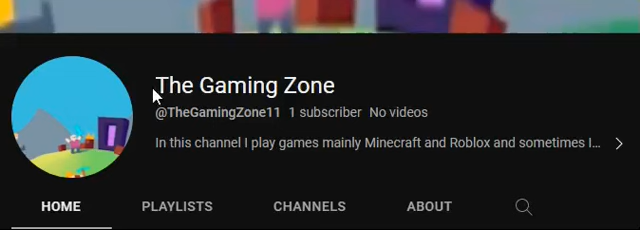 The Gaming Zone
@TheGamingZone11 1 subscriber No videos
In this channel I play games mainly Minecraft and Roblox and sometimes I...
HOME PLAYLISTS CHANNELS ABOUT